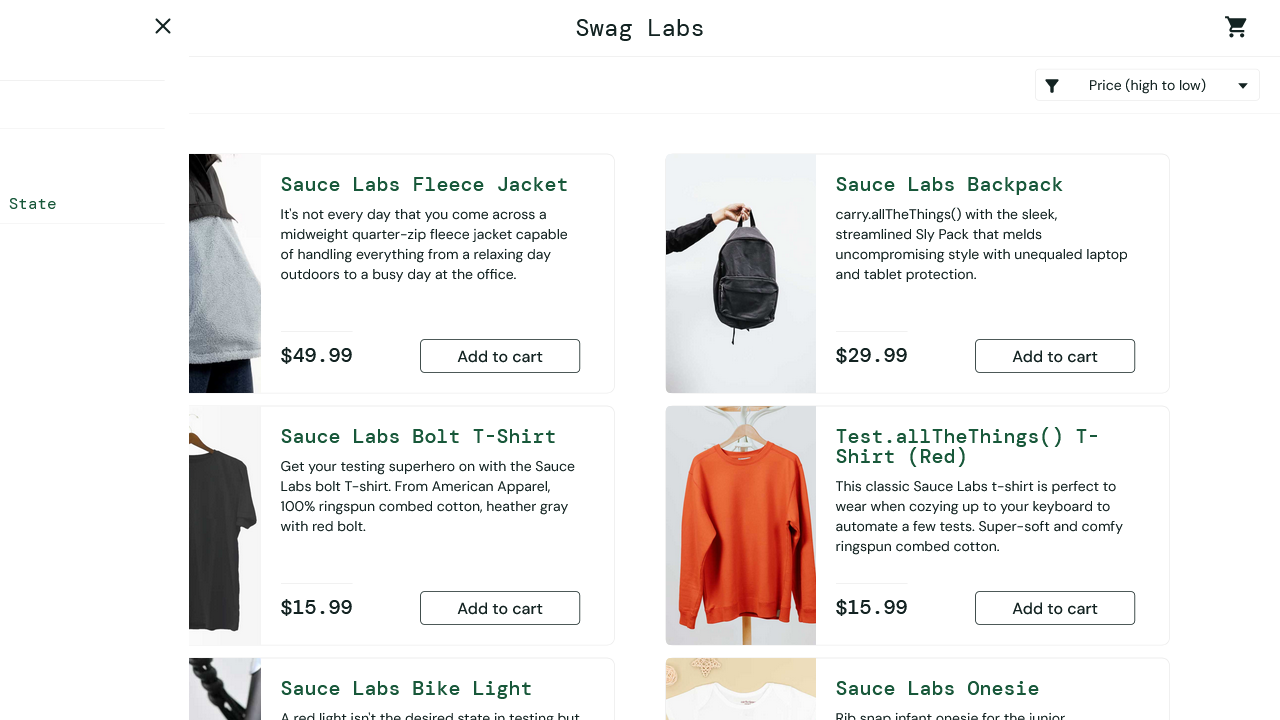 Swag Labs
Price (high to low)
State
Sauce Labs Fleece Jacket
It's not every day that you come across a
midweight quarter-zip fleece jacket capable
of handling everything from a relaxing day
outdoors to a busy day at the office.
$49.99
Add to cart
Sauce Labs Backpack
carry.allTheThings() with the sleek,
streamlined Sly Pack that melds
uncompromising style with unequaled laptop
and tablet protection.
$29.99
Add to cart
Sauce Labs Bolt T-Shirt
Get your testing superhero on with the Sauce
Labs bolt T-shirt. From American Apparel,
100% ringspun combed cotton, heather gray
with red bolt.
$15.99
Add to cart
Test.allTheThings() T-
Shirt (Red)
This classic Sauce Labs t-shirt is perfect to
wear when cozying up to your keyboard to
automate a few tests. Super-soft and comfy
ringspun combed cotton.
$15.99
Add to cart
Sauce Labs Bike Light
A red light isn't the desired state in testing but
Sauce Labs Onesie
Rib snap infant onesie for the junior